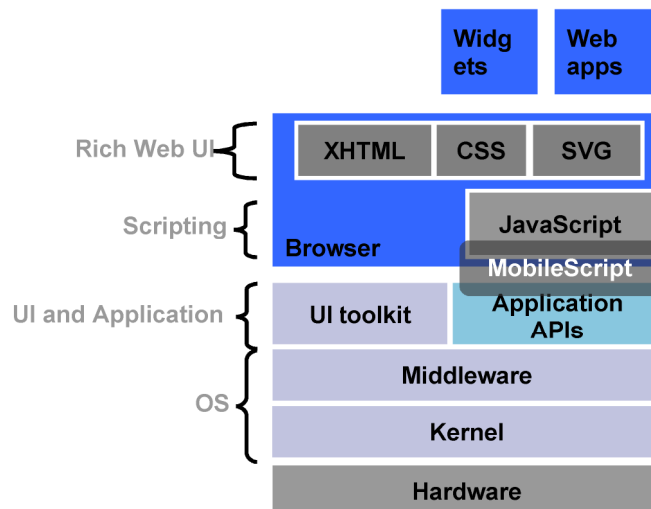 Widg
ets
Web
apps
Rich Web UI
XHTML
CSS
SVG
Scripting
JavaScript
Browser
MobileScript
UI and Application
UI toolkit
Application
APIs
OS
Middleware
Kernel
Hardware